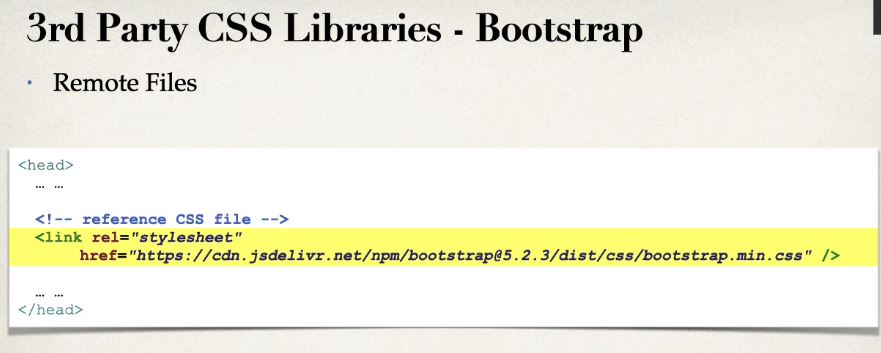 3rd Party CSS Libraries - Bootstrap
• Remote Files
<head>
… …
<!-- reference CSS file -->
<link rel="stylesheet"
href="https://cdn.jsdelivr.net/npm/bootstrap@5.2.3/dist/css/bootstrap.min.css" />
… …
</head>